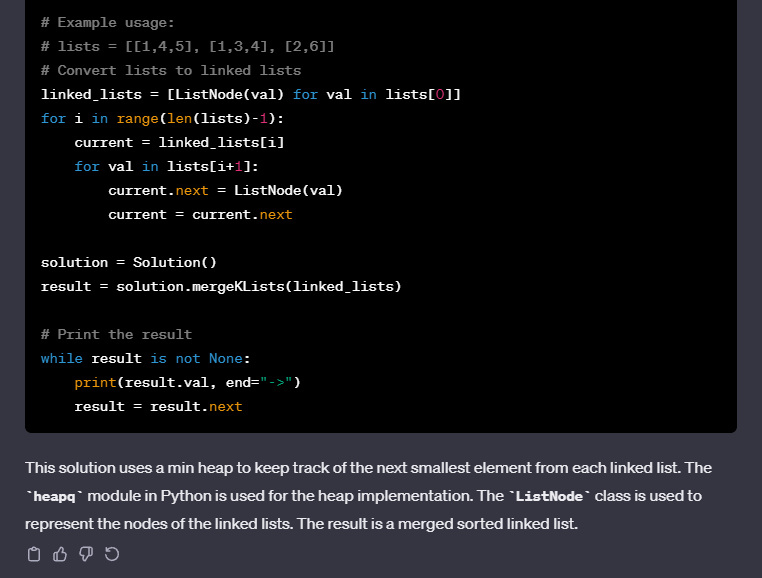 # Example usage:
# lists = [[1,4,5], [1,3,4], [2,6]]
# Convert lists to linked lists
linked_lists = [ListNode(val) for val in lists[0]]
for i in range(len(lists)-1):
    current = linked_lists[i]
    for val in lists[i+1]:
        current.next = ListNode(val)
        current = current.next

solution = Solution()
result = solution.mergeKLists(linked_lists)

# Print the result
while result is not None:
    print(result.val, end="->")
    result = result.next

This solution uses a min heap to keep track of the next smallest element from each linked list. The
`heapq` module in Python is used for the heap implementation. The `ListNode` class is used to
represent the nodes of the linked lists. The result is a merged sorted linked list.